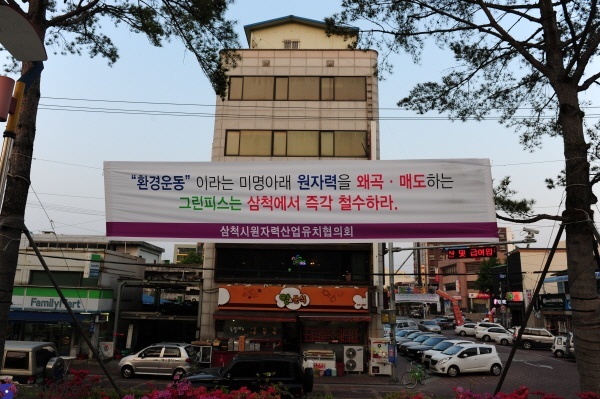 "환경운동" 이라는 미명아래 원자력을 왜곡·매도하는
그린피스는 삼척에서 즉각 철수하라.
삼척시원자력산업유치협의회
FamilyMart